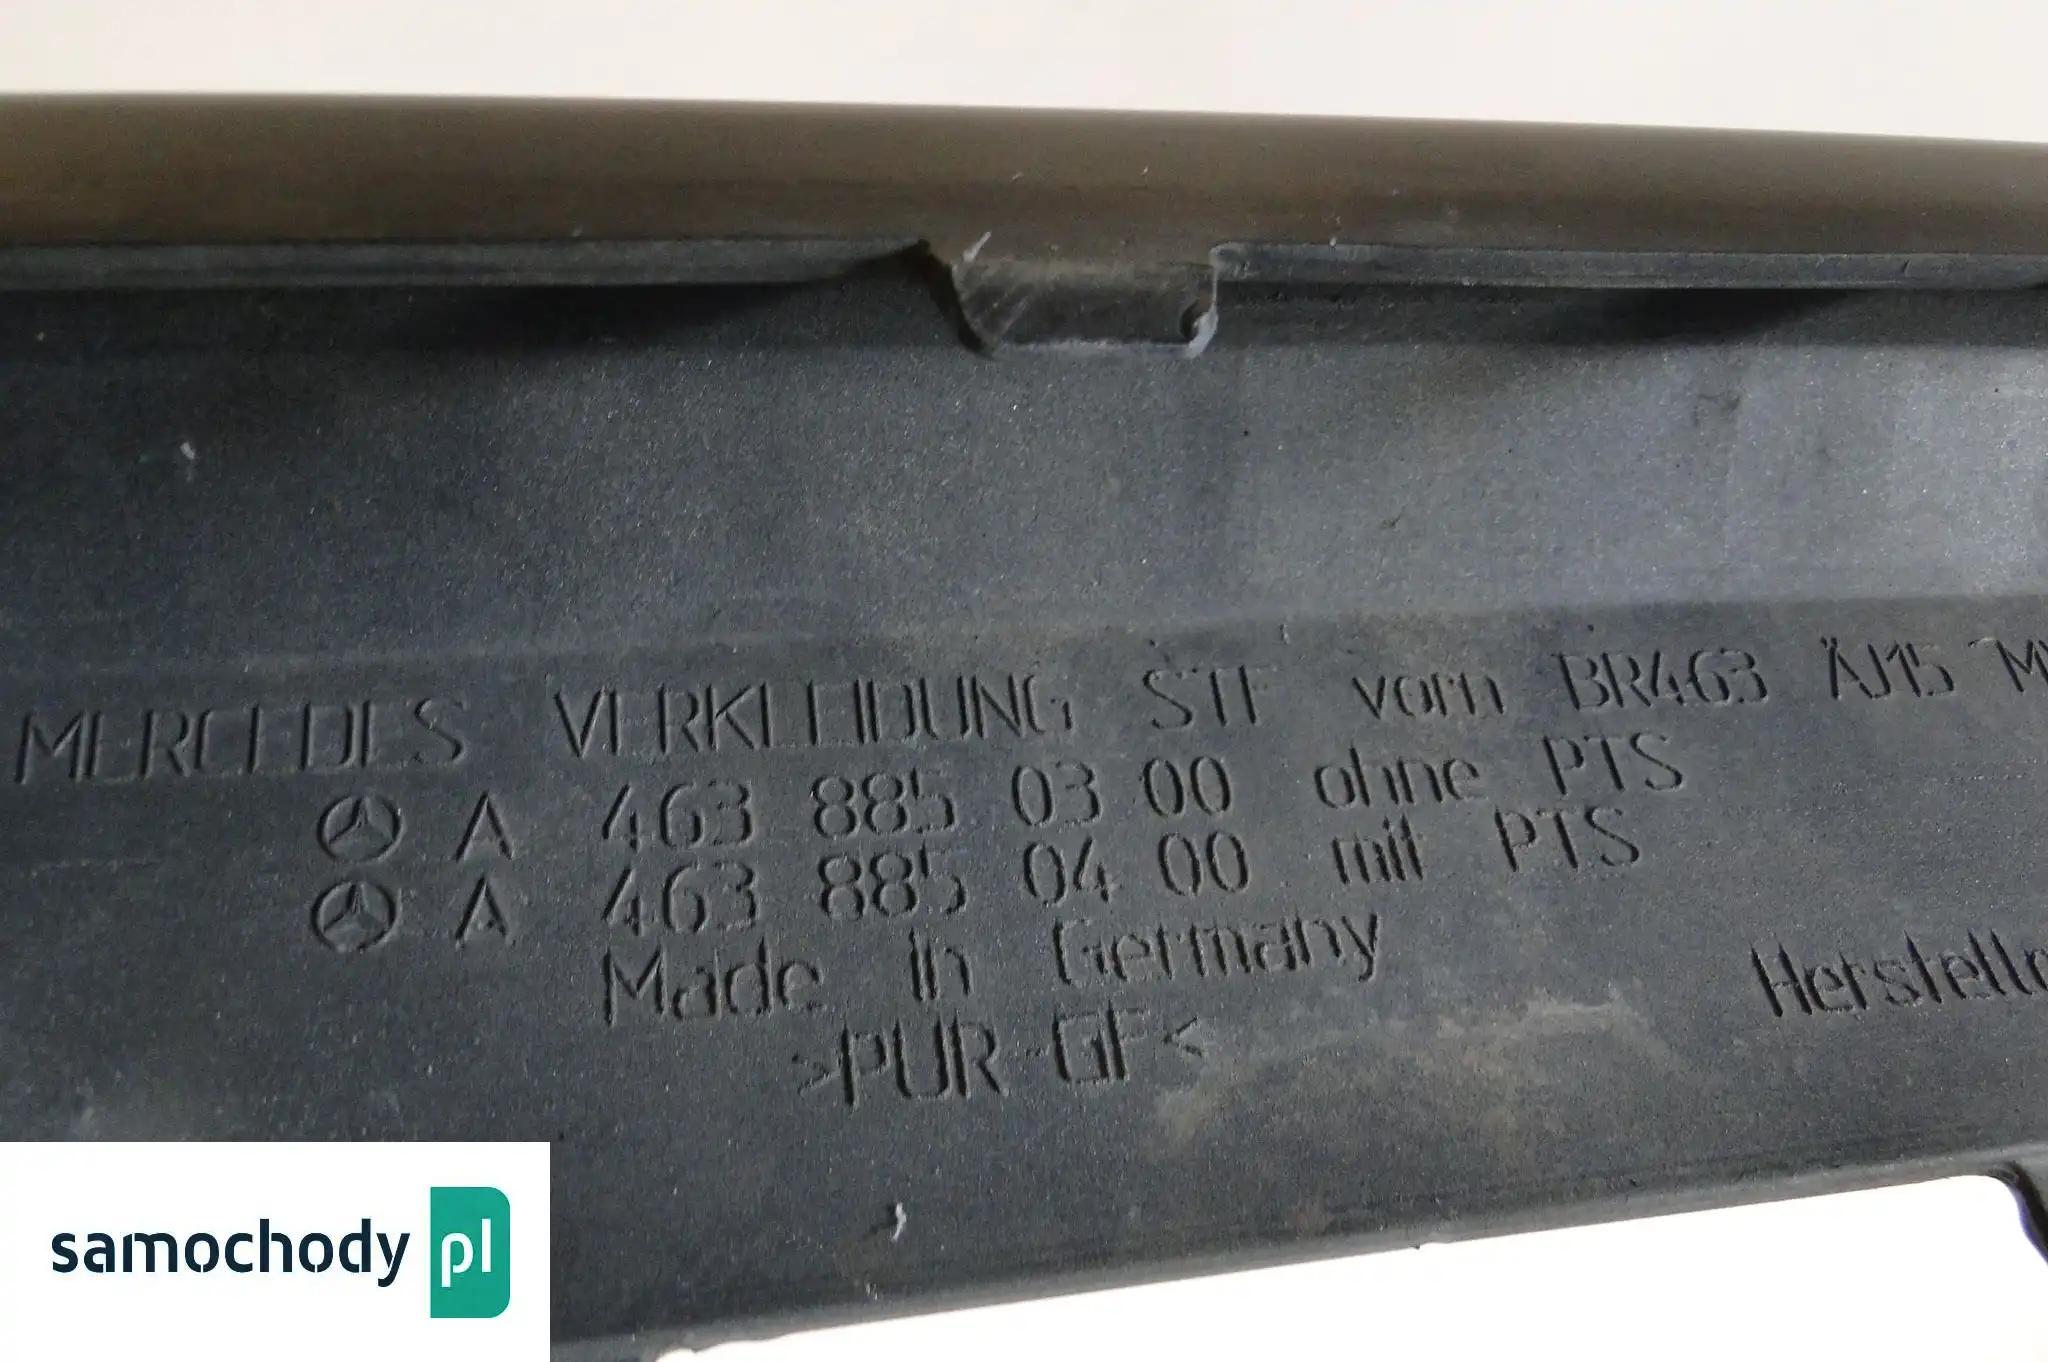 MERCEDES VERKLEIDUNG STF vorn BR463 ÄJ15
A 463 885 03 00 ohne PTS
A 463 885 04 00 mit PTS
Made in Germany
>PUR-GF<
samochody pl